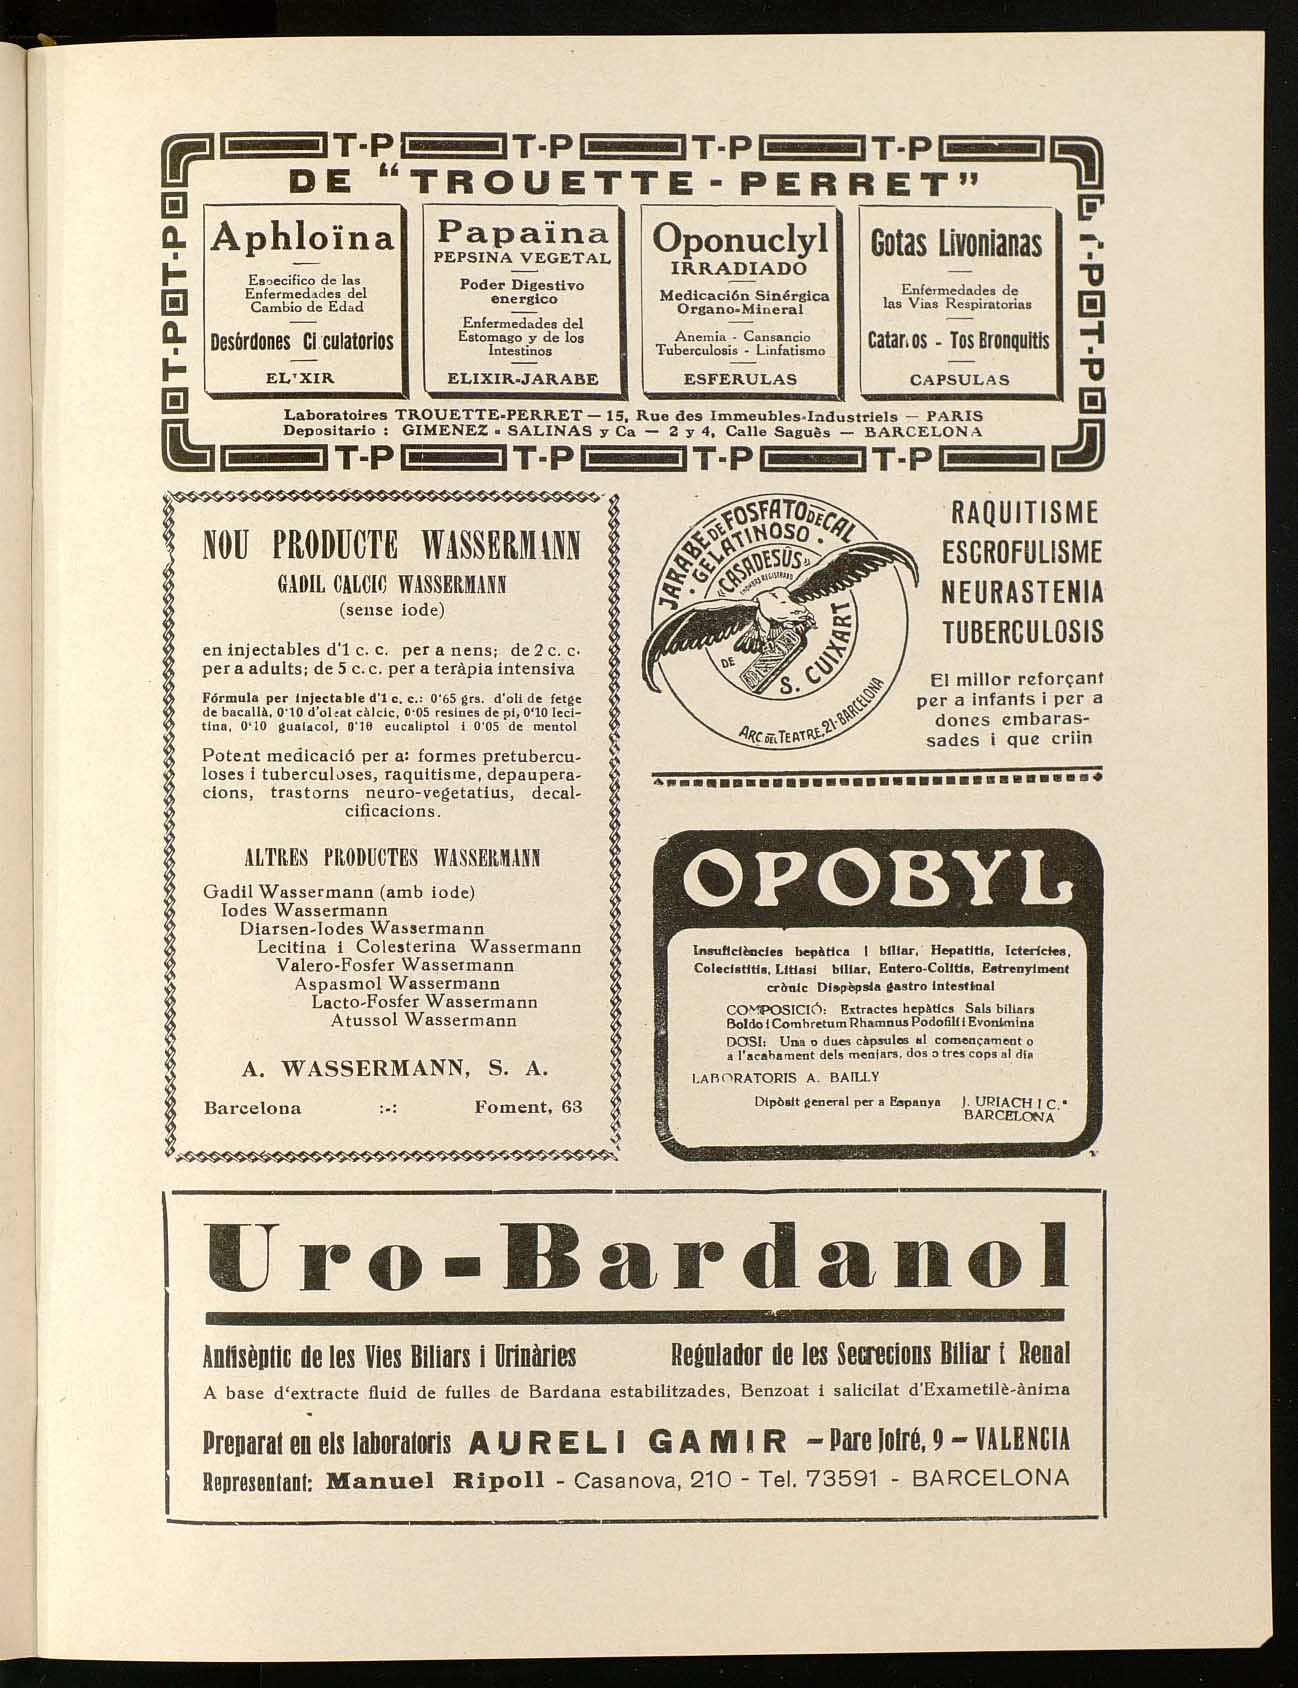 T-P T-P T-P T-P
DE "TROUETTE-PERRET"
Aphloïna
Especifico de las
Enfermedades del
Cambio de Edad
Desórdones Ci culatorios
EL'XIR
Papaïna
PEPSINA VEGETAL
Poder Digestivo
energico
Enfermedades del
Estomago y de los
Intestinos
ELIXIR-JARABE
Oponuclyl
IRRADIADO
Medicación Sinérgica
Organo-Mineral
Anemia - Cansancio
Tuberculosis - Linfatismo
ESFERULAS
Gotas Livonianas
Enfermedades de
las Vias Respiratorias
Catar. os - Tos Bronquitis
CAPSULAS
T-P T-P
T-P T-P
Laboratoires TROUETTE-PERRET — 15, Rue des Immeubles-Industriels — PARIS
Depositario : GIMENEZ - SALINAS y Ca — 2 y 4, Calle Saguès — BARCELONA
T-P T-P T-P T-P
NOU PRODUCTE WASSERMANN
GADIL CALCIC WASSERMANN
(sense iode)
en injectables d'1 c. c. per a nens; de 2 c. c.
per a adults; de 5 c. c. per a teràpia intensiva
Fórmula per injectable d'1 c. c.: 0'65 grs. d'oli de fetge
de bacallà, 0'10 d'oleat càlcic, 0'05 resines de pi, 0'10 leci-
tina, 0'10 guaiacol, 0'10 eucaliptol i 0'05 de mentol
Potent medicació per a: formes pretubercu-
loses i tuberculoses, raquitisme, depaupera-
cions, trastorns neuro-vegetatius, decal-
cificacions.
ALTRES PRODUCTES WASSERMANN
Gadil Wassermann (amb iode)
Iodes Wassermann
Diarsen-Iodes Wassermann
Lecitina i Colesterina Wassermann
Valero-Fosfer Wassermann
Aspasmol Wassermann
Lacto-Fosfer Wassermann
Atussol Wassermann
A. WASSERMANN, S. A.
Barcelona :-: Foment, 63
JARABE DE FOSFATO DE CAL
GELATINOSO
"CASADESÚS"
(NOMBRE REGISTRADO)
DE S. CUIXART
ARC DEL TEATRE, 21-BARCELONA
RAQUITISME
ESCROFULISME
NEURASTENIA
TUBERCULOSIS
El millor reforçant
per a infants i per a
dones embaras-
sades i que criin
OPOBYL
Insuficiències hepàtica i biliar, Hepatitis, Icterícies,
Colecistitis, Litiasi biliar, Entero-Colitis, Estrenyiment
crònic Dispèpsia gastro intestinal
COMPOSICIÓ: Extractes hepàtics Sals biliars
Boldo i Combretum Rhamnus Podofilí i Evonimina
DOSI: Una o dues càpsules al començament o
a l'acabament dels menjars, dos o tres cops al dia
LABORATORIS A. BAILLY
Dipòsit general per a Espanya J. URIACH I C.ª
BARCELONA
Uro-Bardanol
Antisèptic de les Vies Biliars i Urinàries Regulador de les Secrecions Biliar i Renal
A base d'extracte fluid de fulles de Bardana estabilitzades, Benzoat i salicilat d'Exametilè-ànima
Preparat en els laboratoris AURELI GAMIR - Pare Jofré, 9 - VALENCIA
Representant: Manuel Ripoll - Casanova, 210 - Tel. 73591 - BARCELONA